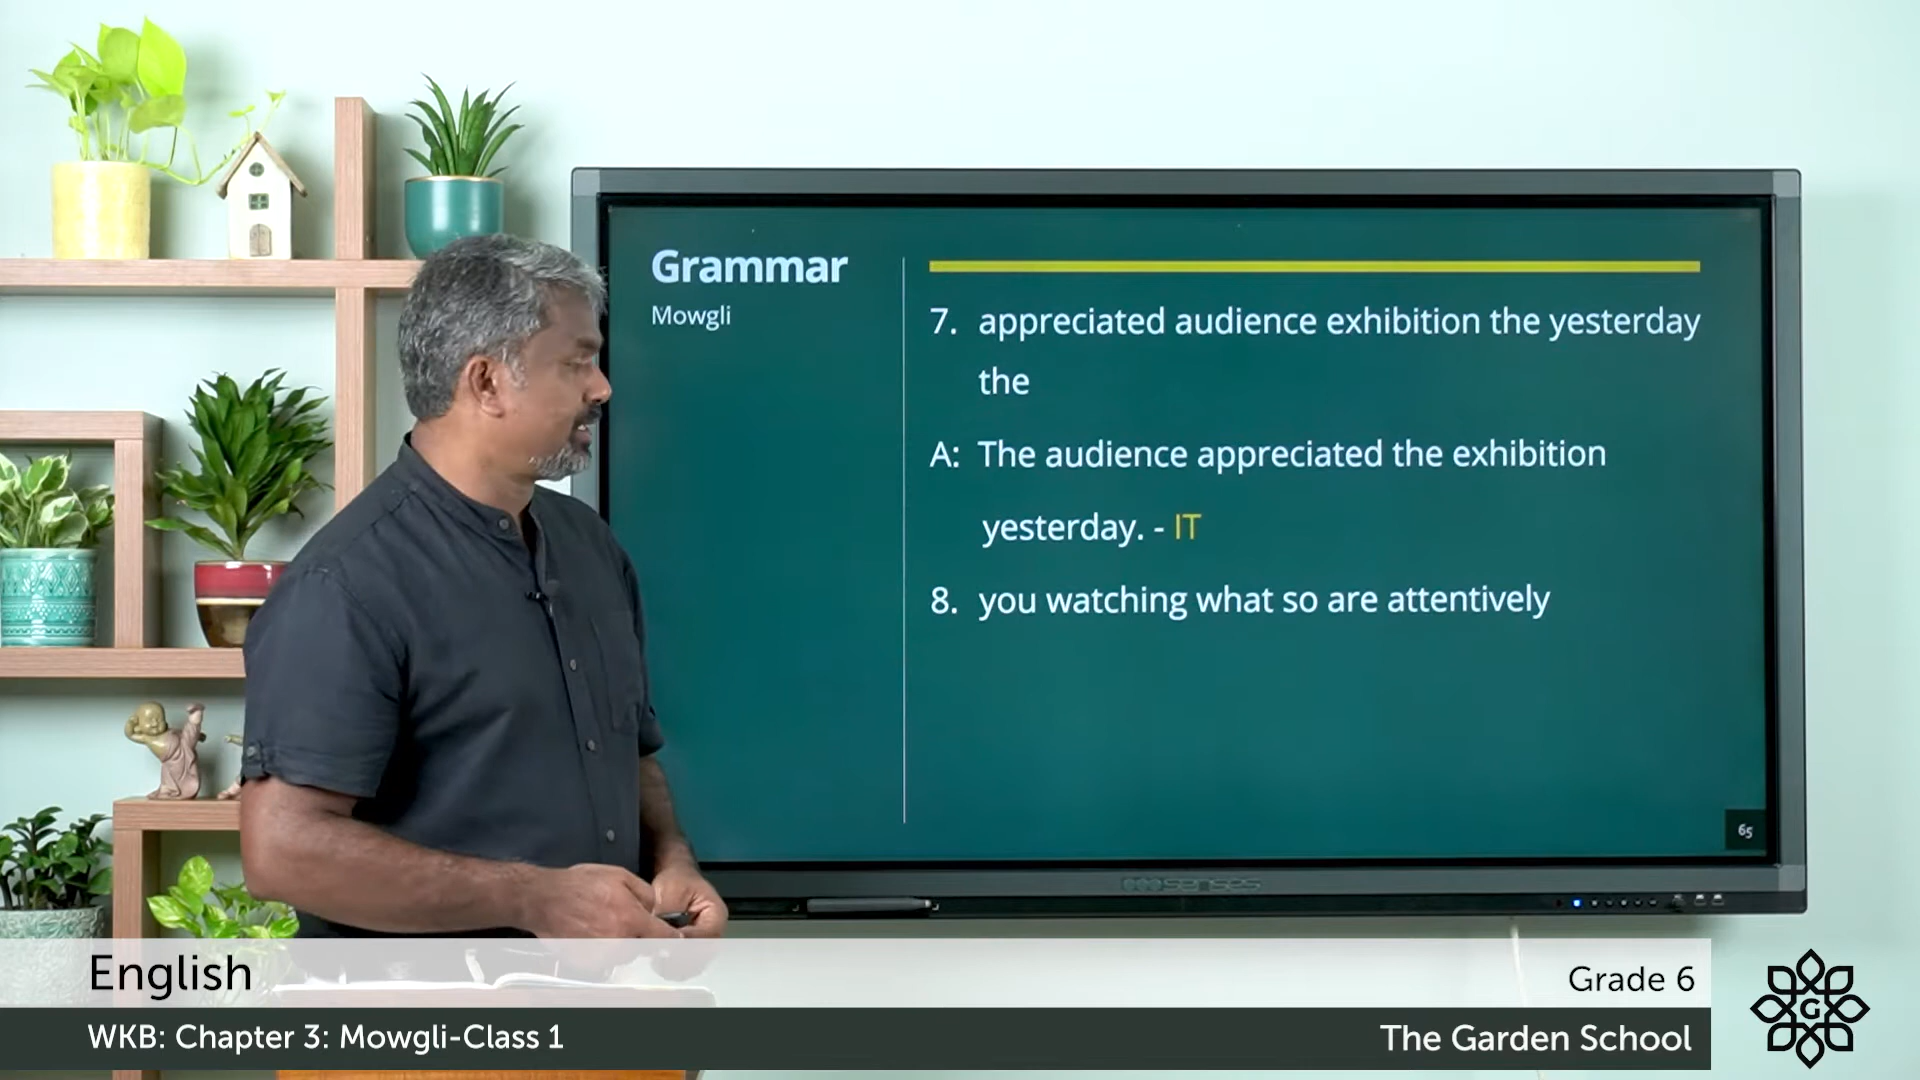 Grammar
Mowgli
7. appreciated audience exhibition the yesterday
the
A: The audience appreciated the exhibition
yesterday. - IT
8. you watching what so are attentively
65
senses
English
Grade 6
WKB: Chapter 3: Mowgli-Class 1
The Garden School
G